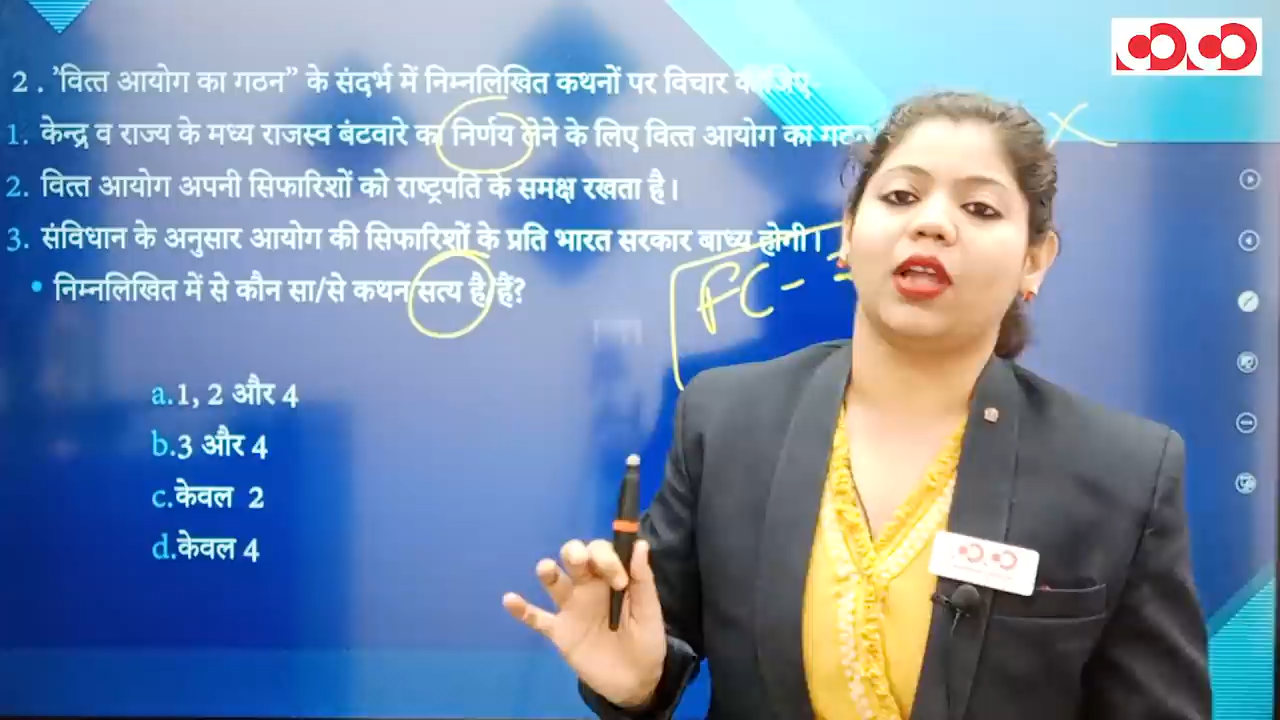 2 . 'वित्त आयोग का गठन" के संदर्भ में निम्नलिखित कथनों पर विचार कीजिए-
1. केन्द्र व राज्य के मध्य राजस्व बंटवारे का निर्णय लेने के लिए वित्त आयोग का गठन
2. वित्त आयोग अपनी सिफारिशों को राष्ट्रपति के समक्ष रखता है।
3. संविधान के अनुसार आयोग की सिफारिशों के प्रति भारत सरकार बाध्य होगी।
FC -
• निम्नलिखित में से कौन सा/से कथन सत्य है/हैं?
a. 1, 2 और 4
b. 3 और 4
c. केवल 2
d. केवल 4